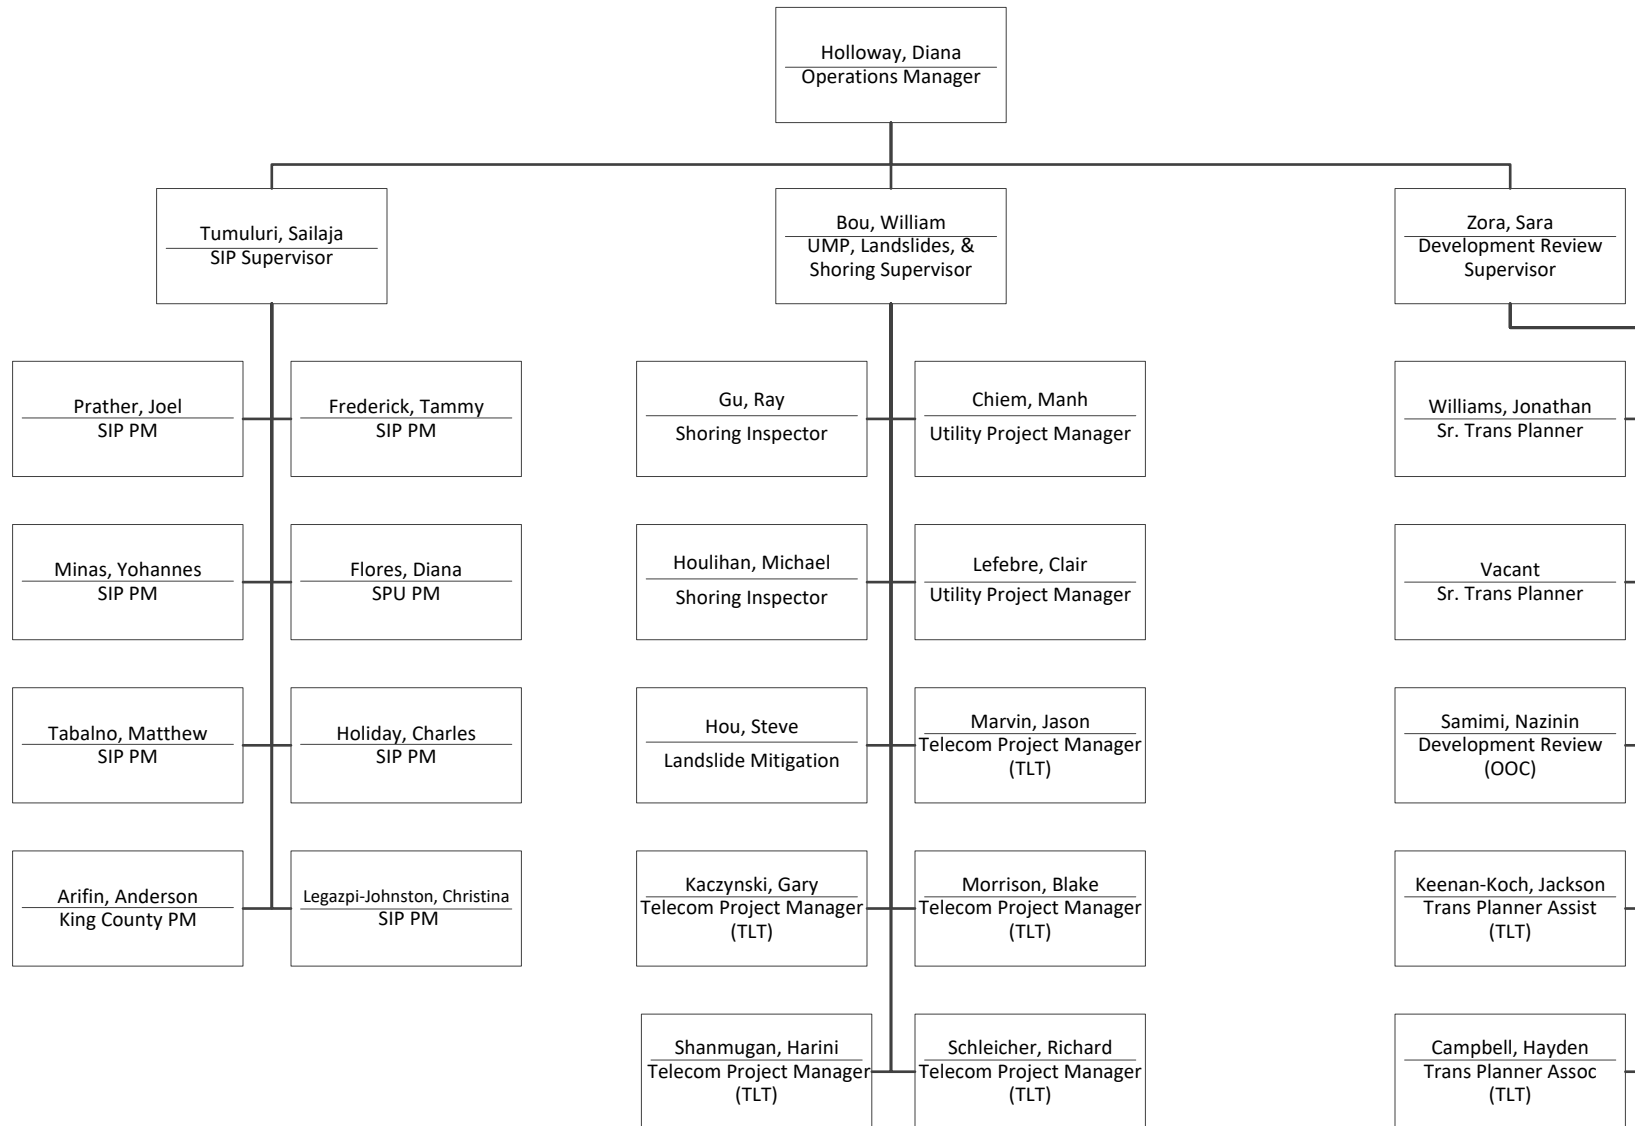 Holloway, Diana
Operations Manager
Tumuluri, Sailaja
SIP Supervisor
Bou, William
UMP, Landslides, &
Shoring Supervisor
Zora, Sara
Development Review
Supervisor
Prather, Joel
SIP PM
Frederick, Tammy
SIP PM
Gu, Ray
Shoring Inspector
Chiem, Manh
Utility Project Manager
Williams, Jonathan
Sr. Trans Planner
Minas, Yohannes
SIP PM
Flores, Diana
SPU PM
Houlihan, Michael
Shoring Inspector
Lefebre, Clair
Utility Project Manager
Vacant
Sr. Trans Planner
Tabalno, Matthew
SIP PM
Holiday, Charles
SIP PM
Hou, Steve
Landslide Mitigation
Marvin, Jason
Telecom Project Manager
(TLT)
Samimi, Nazinin
Development Review
(OOC)
Arifin, Anderson
King County PM
Legazpi-Johnston, Christina
SIP PM
Kaczynski, Gary
Telecom Project Manager
(TLT)
Morrison, Blake
Telecom Project Manager
(TLT)
Keenan-Koch, Jackson
Trans Planner Assist
(TLT)
Shanmugan, Harini
Telecom Project Manager
(TLT)
Schleicher, Richard
Telecom Project Manager
(TLT)
Campbell, Hayden
Trans Planner Assoc
(TLT)